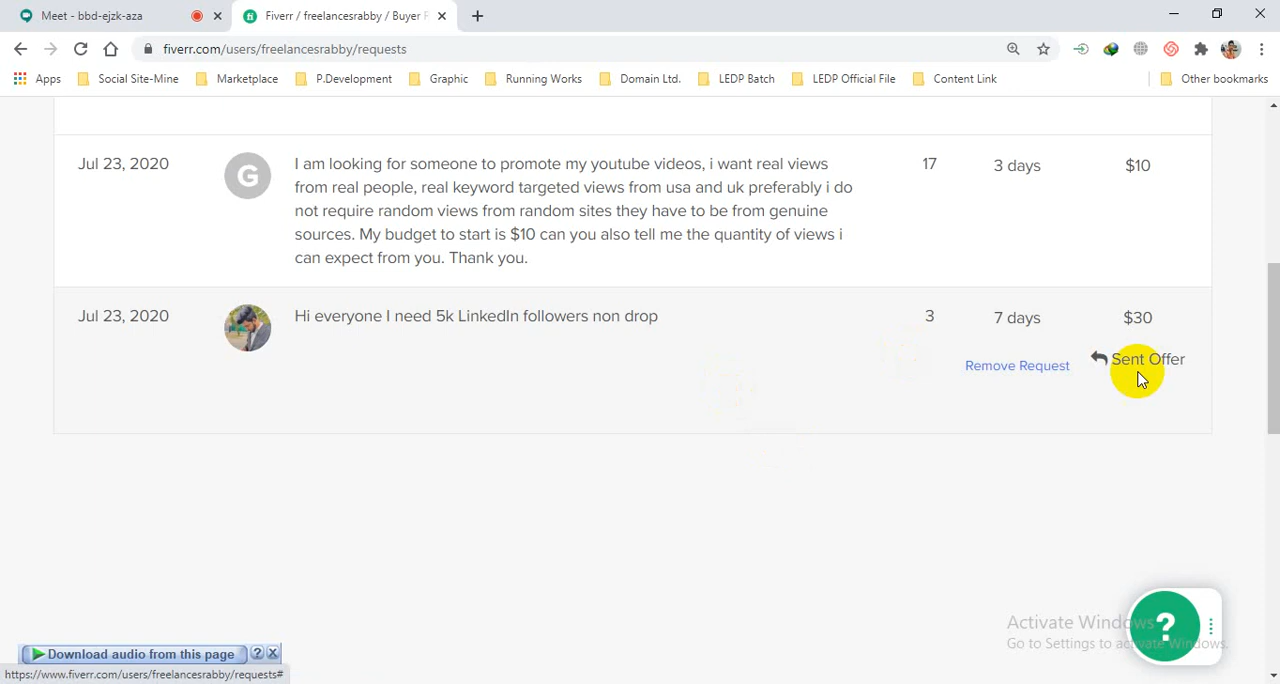 Meet - bbd-ejzk-aza
Fiverr / freelancesrabby / Buyer R
fiverr.com/users/freelancesrabby/requests
Apps
Social Site-Mine
Marketplace
P.Development
Graphic
Running Works
Domain Ltd.
LEDP Batch
LEDP Official File
Content Link
Other bookmarks
Jul 23, 2020
G
I am looking for someone to promote my youtube videos, i want real views
from real people, real keyword targeted views from usa and uk preferably i do
not require random views from random sites they have to be from genuine
sources. My budget to start is $10 can you also tell me the quantity of views i
can expect from you. Thank you.
17
3 days
$10
Jul 23, 2020
Hi everyone I need 5k LinkedIn followers non drop
3
7 days
$30
Remove Request
Sent Offer
?
Activate Windows
Go to Settings to activate Windows.
Download audio from this page
?
https://www.fiverr.com/users/freelancesrabby/requests#